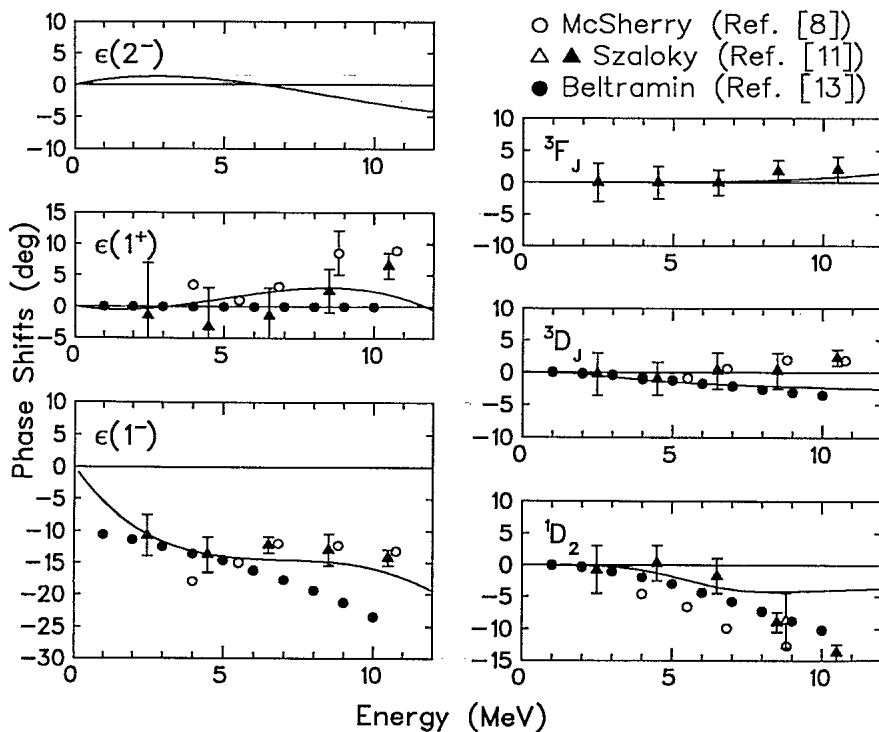 ○ McSherry (Ref. [8])
△ ▲ Szaloky (Ref. [11])
● Beltramin (Ref. [13])
10
5
0
−5
−10
ϵ(2⁻)
0 5 10
15
10
5
0
−5
ϵ(1⁺)
0 5 10
10
5
0
−5
−10
−15
−20
−25
−30
ϵ(1⁻)
0 5 10
10
5
0
−5
−10
³F_J
0 5 10
10
5
0
−5
−10
³D_J
0 5 10
10
5
0
−5
−10
−15
¹D₂
0 5 10
Phase Shifts (deg)
Energy (MeV)